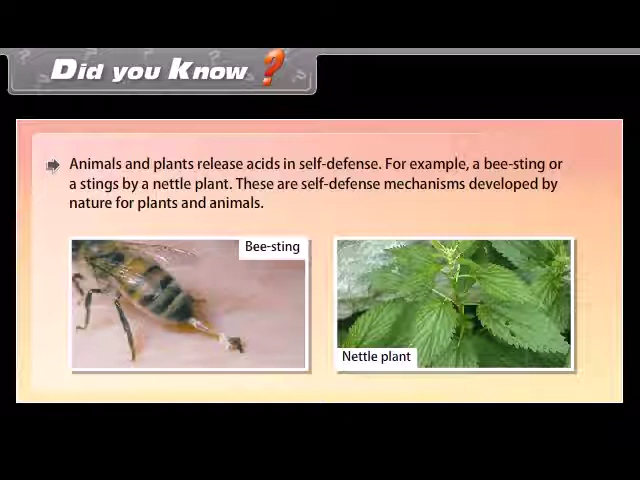 Did you Know ?
Animals and plants release acids in self-defense. For example, a bee-sting or
a stings by a nettle plant. These are self-defense mechanisms developed by
nature for plants and animals.
Bee-sting
Nettle plant